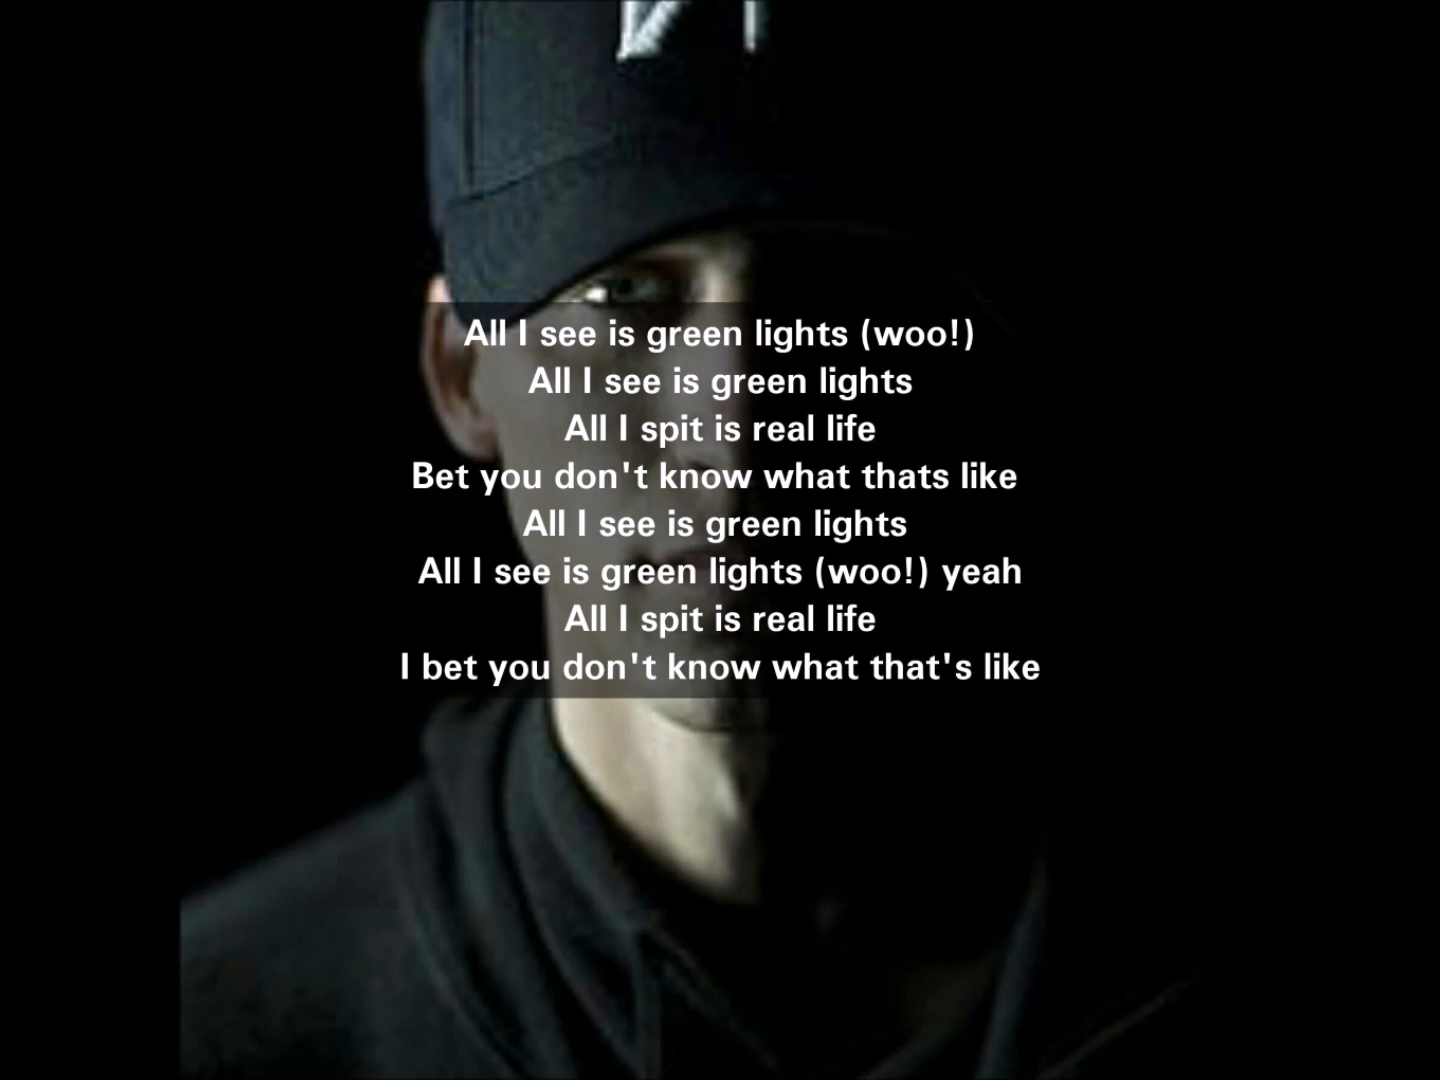 All I see is green lights (woo!)
All I see is green lights
All I spit is real life
Bet you don't know what thats like
All I see is green lights
All I see is green lights (woo!) yeah
All I spit is real life
I bet you don't know what that's like